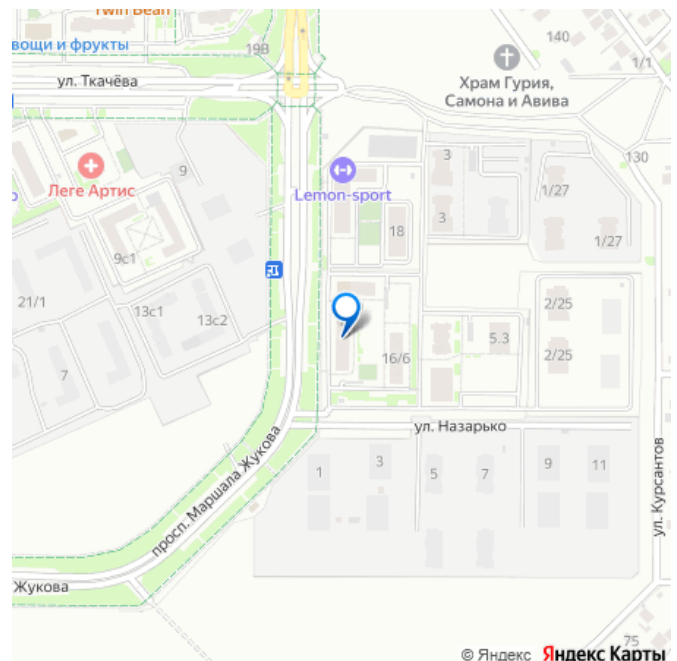 Twin Bean
вощи и фрукты
19В
140
1/1
ул. Ткачёва
Храм Гурия,
Самона и Авива
Леге Артис
9
Lemon-sport
3
130
1/27
3
18
1/27
9с1
21/1
13с1
13с2
2/25
5.3
16/6
2/25
7
ул. Назарько
просп. Маршала Жукова
1
3
5
7
9
11
ул. Курсантов
Жукова
75
© Яндекс Яндекс Карты